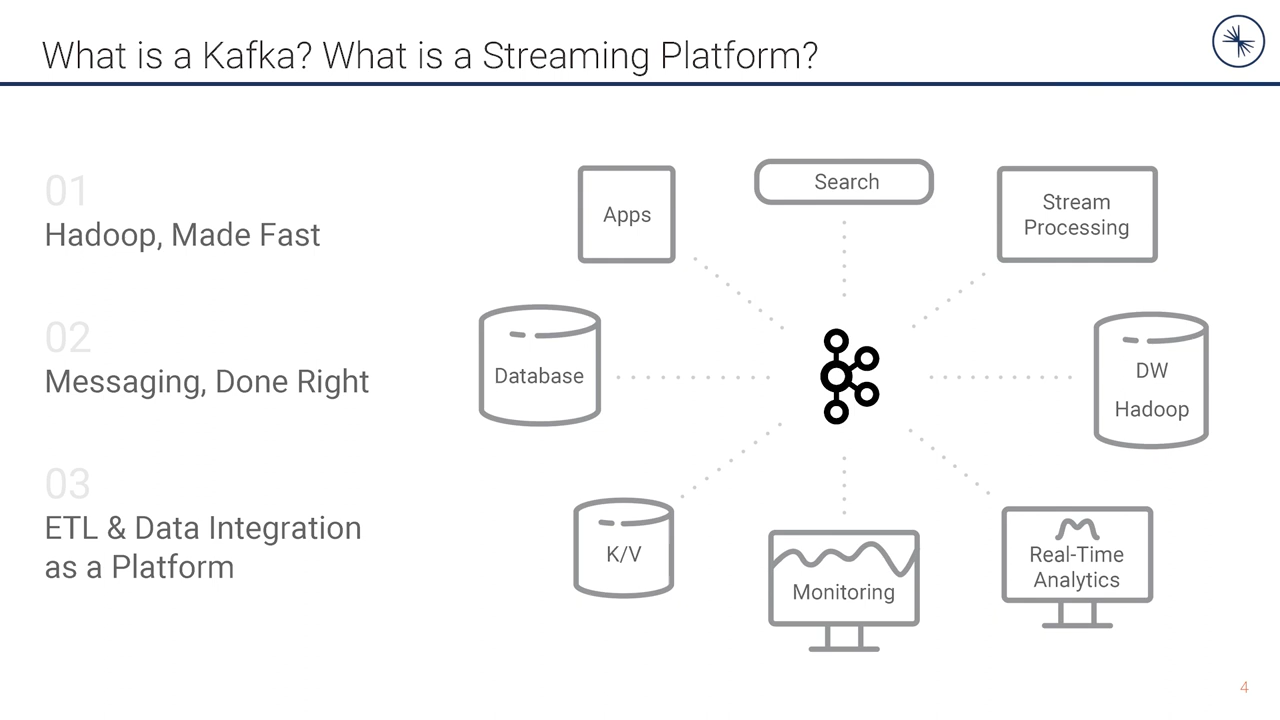 What is a Kafka? What is a Streaming Platform?
01
Hadoop, Made Fast
02
Messaging, Done Right
03
ETL & Data Integration
as a Platform
Apps
Search
Stream
Processing
Database
DW
Hadoop
K/V
Monitoring
Real-Time
Analytics
4